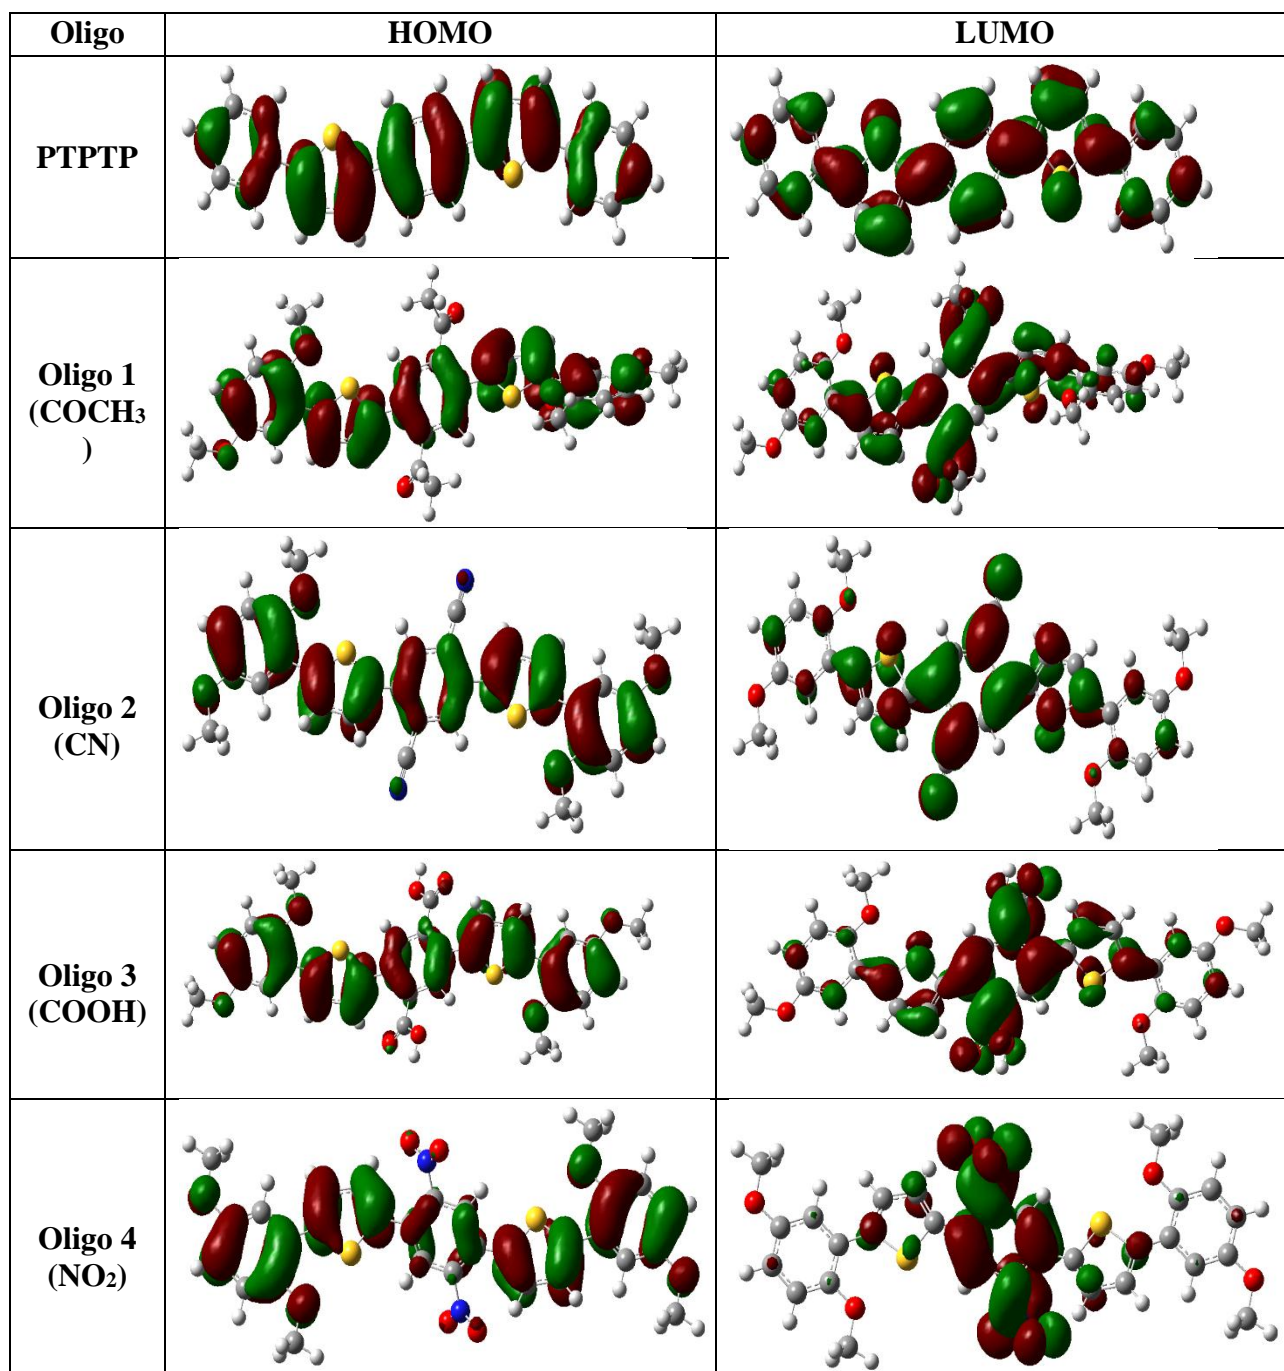 Oligo HOMO LUMO
PTPTP
Oligo 1
(COCH₃
)
Oligo 2
(CN)
Oligo 3
(COOH)
Oligo 4
(NO₂)